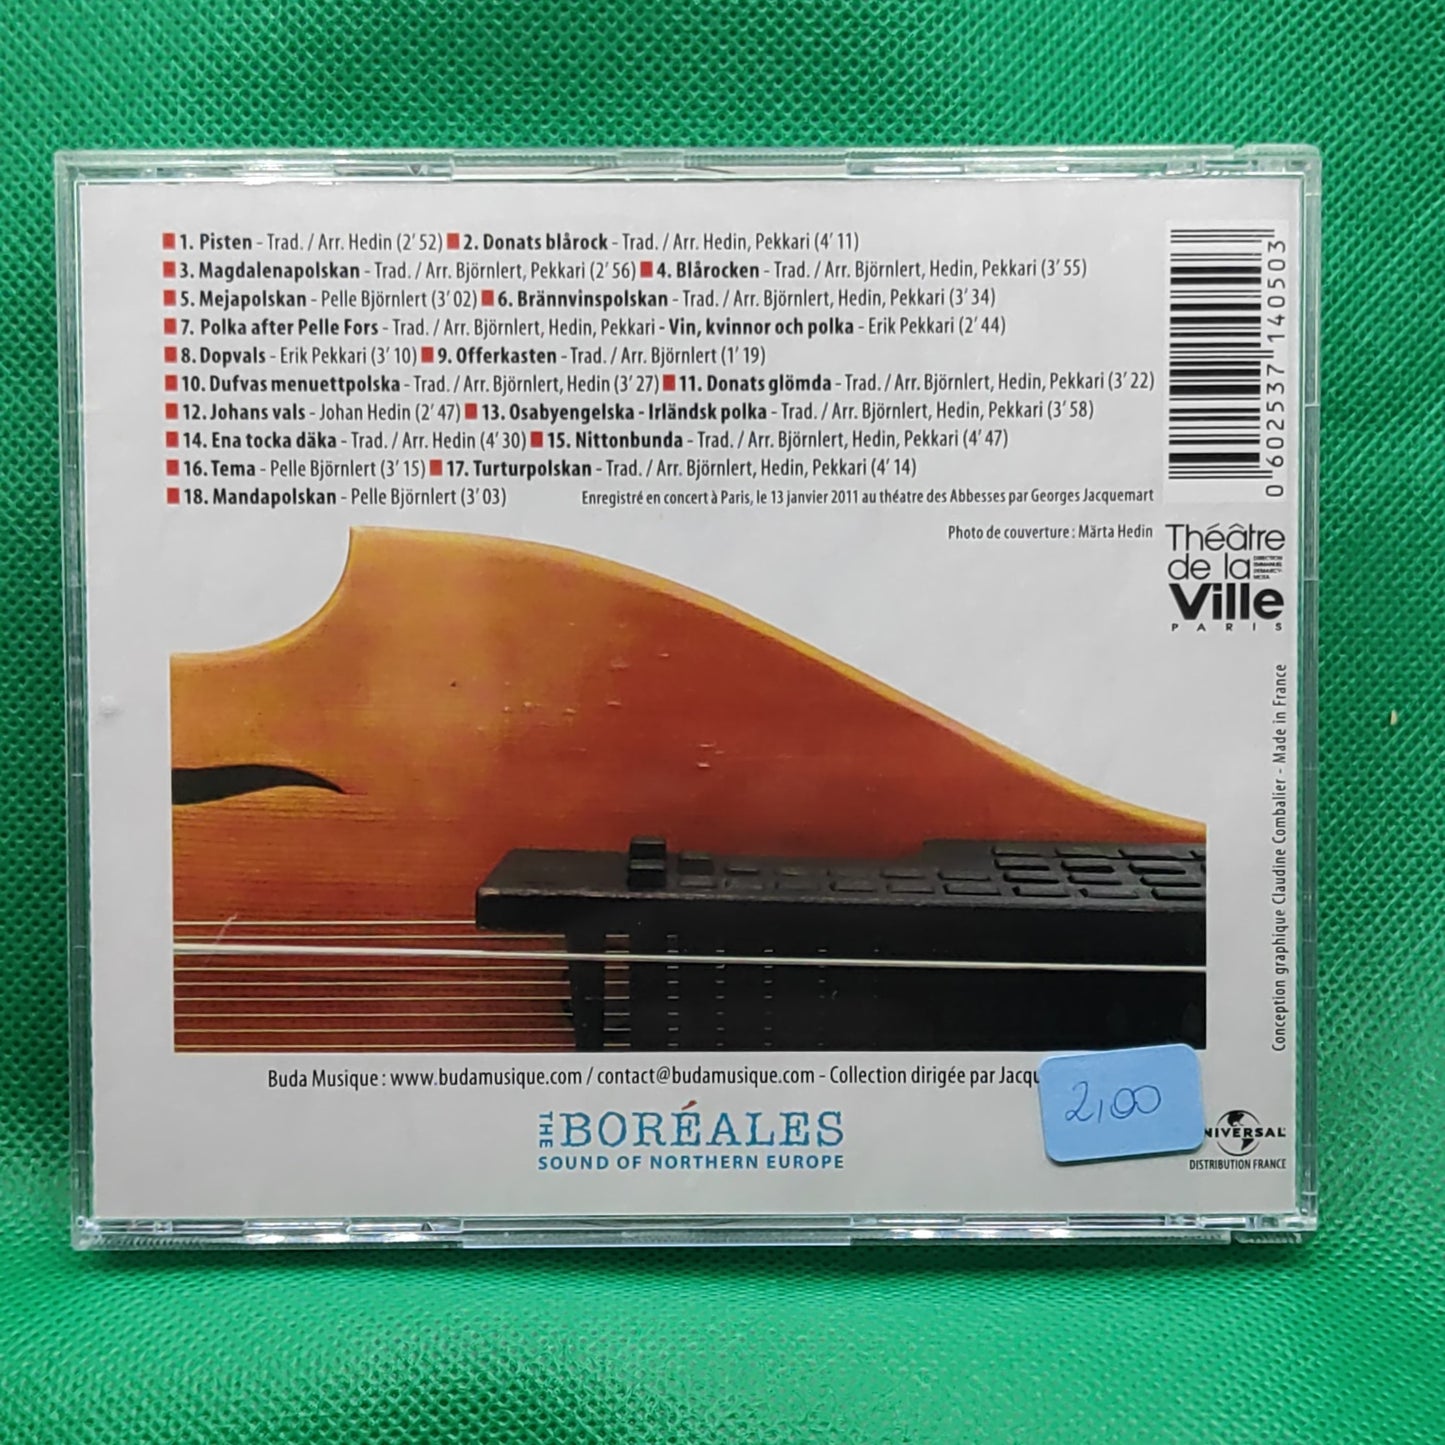 ■ 1. Pisten - Trad. / Arr. Hedin (2’ 52) ■ 2. Donats blårock - Trad. / Arr. Hedin, Pekkari (4’ 11)
■ 3. Magdalenapolskan - Trad. / Arr. Björnlert, Pekkari (2’ 56) ■ 4. Blårocken - Trad. / Arr. Björnlert, Hedin, Pekkari (3’ 55)
■ 5. Mejapolskan - Pelle Björnlert (3’ 02) ■ 6. Brännvinspolskan - Trad. / Arr. Björnlert, Hedin, Pekkari (3’ 34)
■ 7. Polka after Pelle Fors - Trad. / Arr. Björnlert, Hedin, Pekkari - Vin, kvinnor och polka - Erik Pekkari (2’ 44)
■ 8. Dopvals - Erik Pekkari (3’ 10) ■ 9. Offerkasten - Trad. / Arr. Björnlert (1’ 19)
■ 10. Dufvas menuettpolska - Trad. / Arr. Björnlert, Hedin (3’ 27) ■ 11. Donats glömda - Trad. / Arr. Björnlert, Hedin, Pekkari (3’ 22)
■ 12. Johans vals - Johan Hedin (2’ 47) ■ 13. Osabyengelska - Irländsk polka - Trad. / Arr. Björnlert, Hedin, Pekkari (3’ 58)
■ 14. Ena tocka däka - Trad. / Arr. Hedin (4’ 30) ■ 15. Nittonbunda - Trad. / Arr. Björnlert, Hedin, Pekkari (4’ 47)
■ 16. Tema - Pelle Björnlert (3’ 15) ■ 17. Turturpolskan - Trad. / Arr. Björnlert, Hedin, Pekkari (4’ 14)
■ 18. Mandapolskan - Pelle Björnlert (3’ 03)
Enregistré en concert à Paris, le 13 janvier 2011 au théatre des Abbesses par Georges Jacquemart
Photo de couverture : Märta Hedin
0 602537 140503
Théâtre
de la
Ville
PARIS
Conception graphique Claudine Combalier - Made in France
Buda Musique : www.budamusique.com / contact@budamusique.com - Collection dirigée par
2,00
THE BORÉALES
SOUND OF NORTHERN EUROPE
NIVERSAL
DISTRIBUTION FRANCE